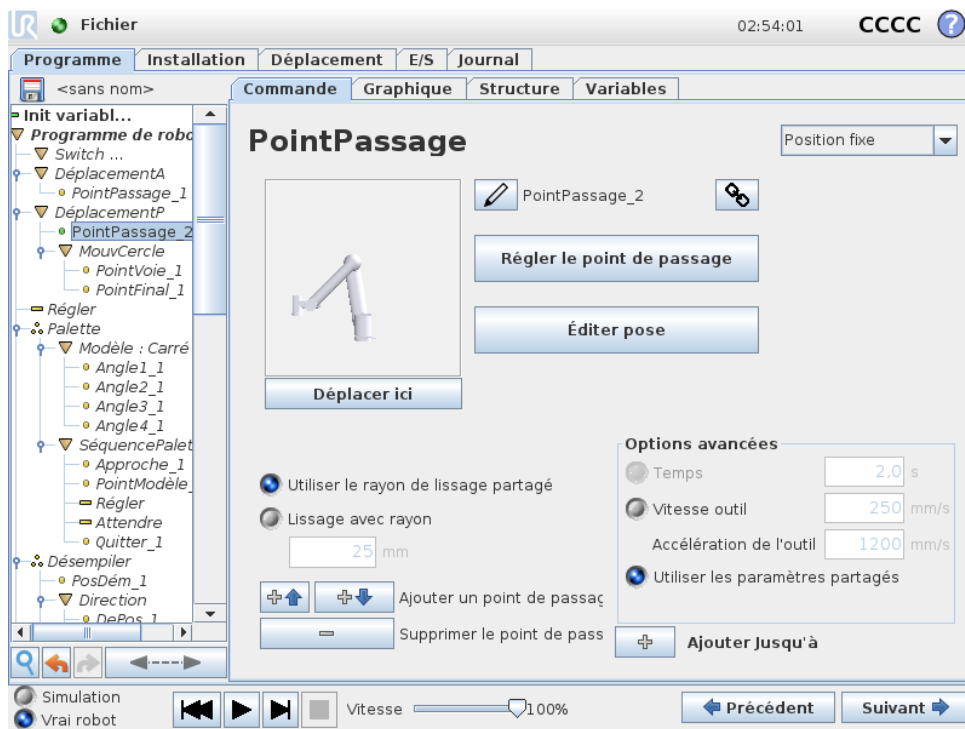 UR Fichier 02:54:01 CCCC ?
Programme Installation Déplacement E/S Journal
<sans nom> Commande Graphique Structure Variables
Init variabl...
Programme de robo
Switch ...
DéplacementA
PointPassage_1
DéplacementP
PointPassage_2
MouvCercle
PointVoie_1
PointFinal_1
Régler
Palette
Modèle : Carré
Angle1_1
Angle2_1
Angle3_1
Angle4_1
SéquencePalet
Approche_1
PointModèle_
Régler
Attendre
Quitter_1
Désempiler
PosDém_1
Direction
DePos_1
PointPassage
Position fixe
PointPassage_2
Régler le point de passage
Éditer pose
Déplacer ici
Utiliser le rayon de lissage partagé
Lissage avec rayon
25 mm
Ajouter un point de passag
Supprimer le point de pass
Options avancées
Temps 2,0 s
Vitesse outil 250 mm/s
Accélération de l'outil 1200 mm/s
Utiliser les paramètres partagés
Ajouter Jusqu'à
Simulation
Vrai robot
Vitesse 100%
Précédent Suivant